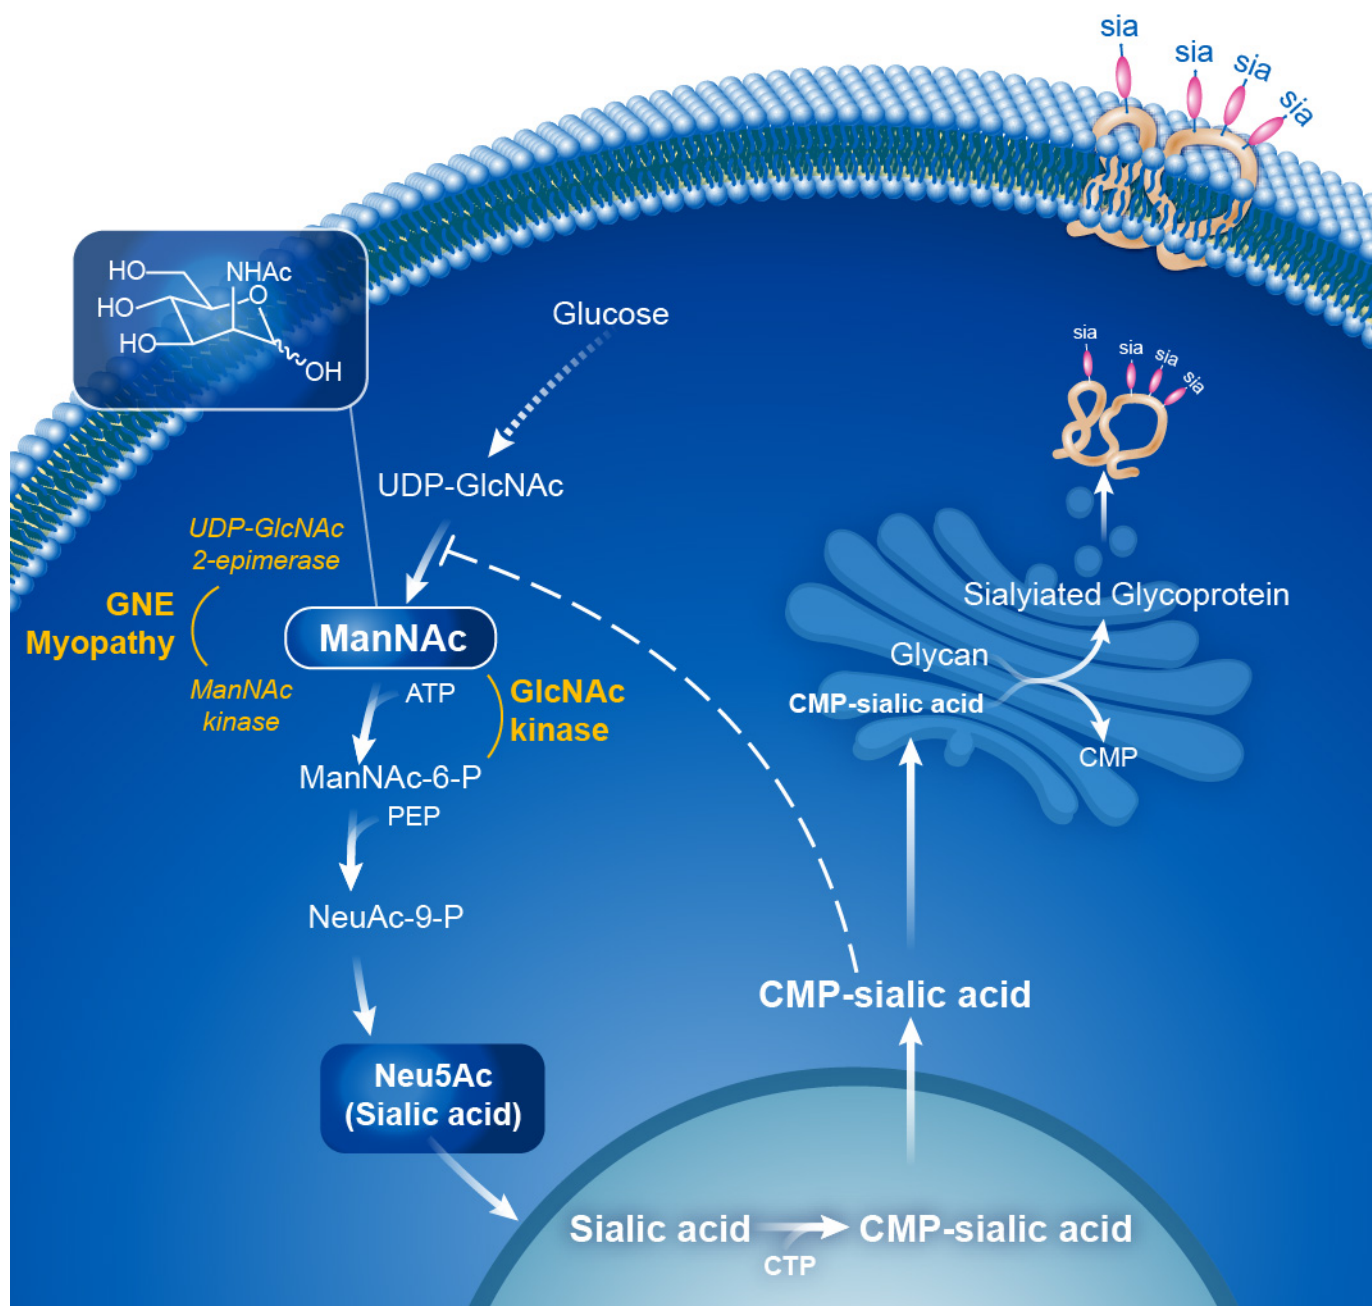 sia
sia
sia
sia
HO
NHAc
O
HO
HO
OH
Glucose
UDP-GlcNAc
UDP-GlcNAc
2-epimerase
GNE
Myopathy
ManNAc
kinase
ManNAc
ATP
GlcNAc
kinase
ManNAc-6-P
PEP
NeuAc-9-P
Neu5Ac
(Sialic acid)
Sialic acid
CTP
CMP-sialic acid
CMP-sialic acid
CMP-sialic acid
Glycan
CMP
Sialyiated Glycoprotein
sia
sia
sia
sia